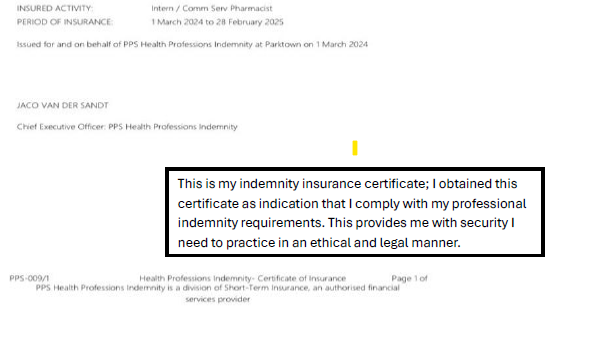 INSURED ACTIVITY: Intern / Comm Serv Pharmacist
PERIOD OF INSURANCE: 1 March 2024 to 28 February 2025
Issued for and on behalf of PPS Health Professions Indemnity at Parktown on 1 March 2024
JACO VAN DER SANDT
Chief Executive Officer: PPS Health Professions Indemnity
This is my indemnity insurance certificate; I obtained this
certificate as indication that I comply with my professional
indemnity requirements. This provides me with security I
need to practice in an ethical and legal manner.
PPS-009/1 Health Professions Indemnity- Certificate of Insurance Page 1 of
PPS Health Professions Indemnity is a division of Short-Term Insurance, an authorised financial
services provider